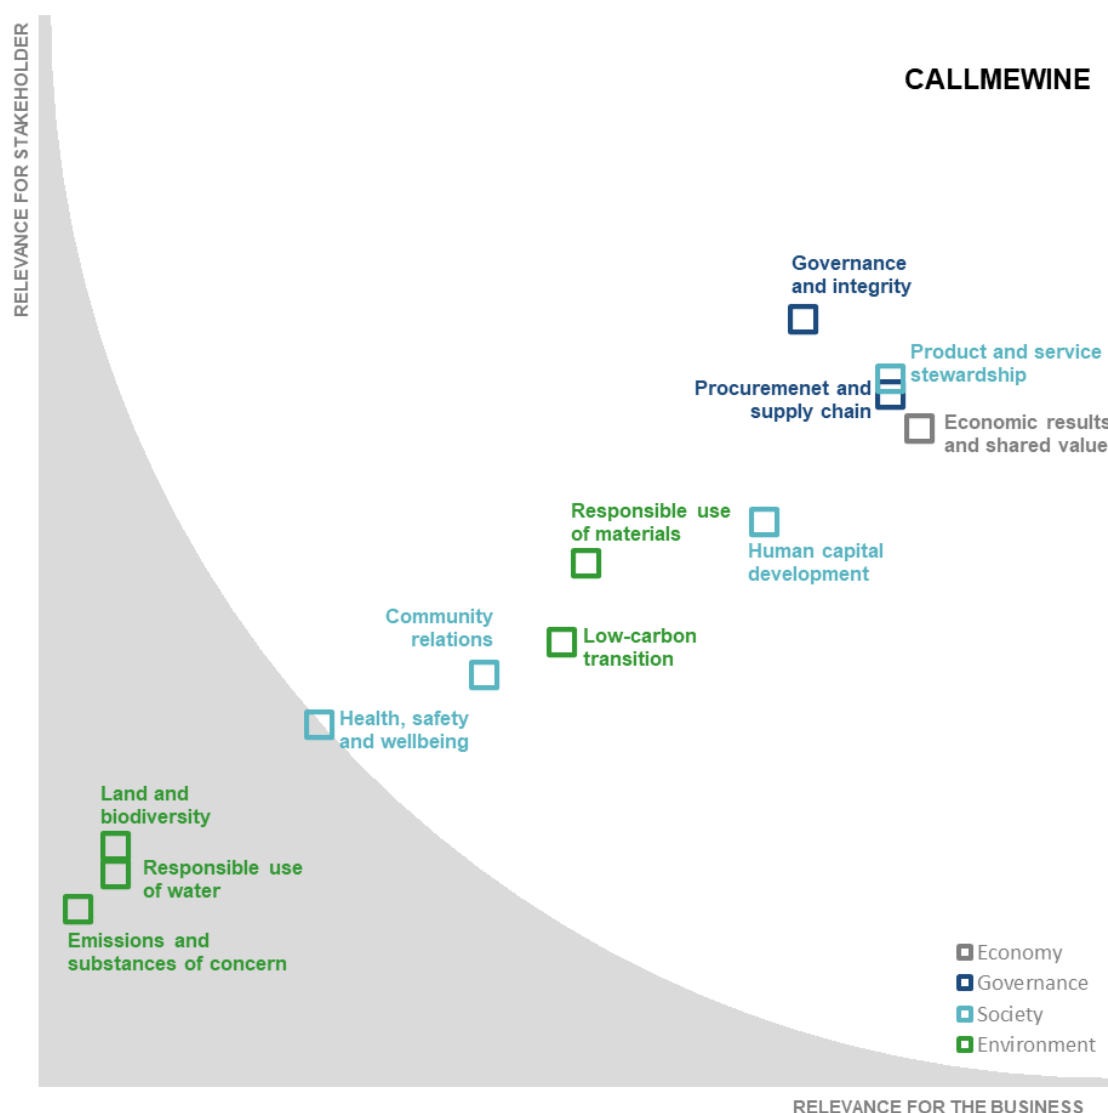 RELEVANCE FOR STAKEHOLDER
CALLMEWINE
Governance
and integrity
Product and service
stewardship
Procuremenet and
supply chain
Economic results
and shared value
Responsible use
of materials
Human capital
development
Community
relations
Low-carbon
transition
Health, safety
and wellbeing
Land and
biodiversity
Responsible use
of water
Emissions and
substances of concern
Economy
Governance
Society
Environment
RELEVANCE FOR THE BUSINESS